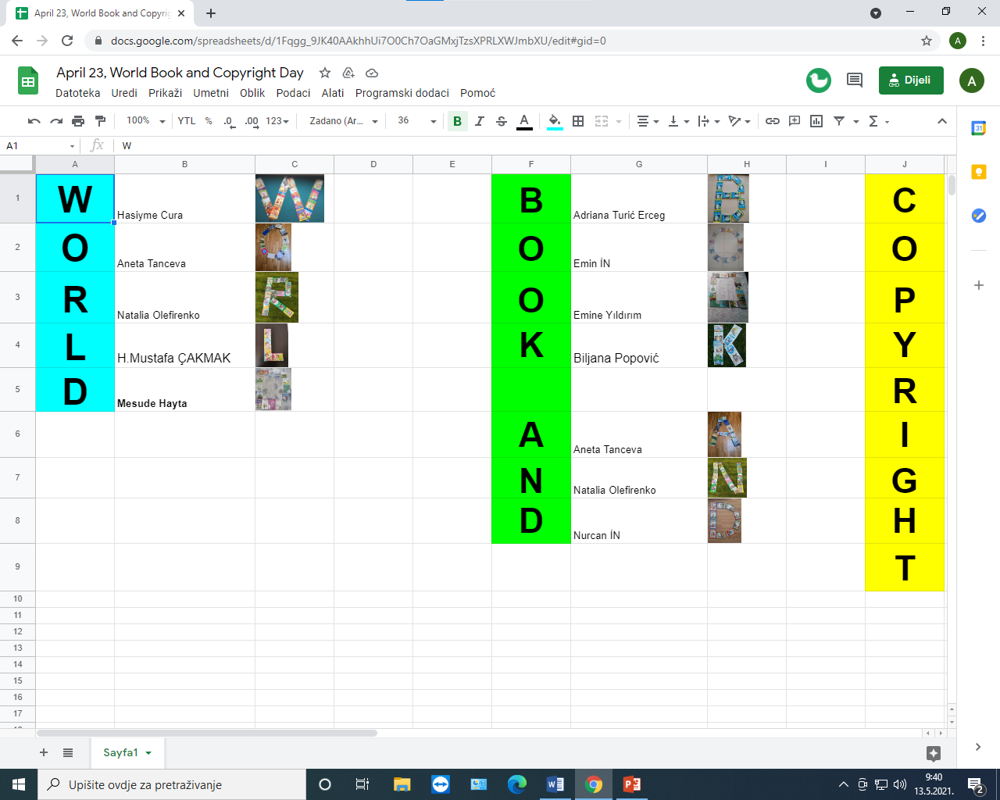 April 23, World Book and Copyrig
docs.google.com/spreadsheets/d/1Fqgg_9JK40AAkhhUi7O0Ch7OaGMxjTzsXPRLXWJmbXU/edit#gid=0
A
April 23, World Book and Copyright Day
Datoteka Uredi Prikaži Umetni Oblik Podaci Alati Programski dodaci Pomoć
Dijeli
A
100% YTL % .0 .00 123 Zadano (Ar... 36 B I S A Σ
31
A1 fx W
A B C D E F G H I J
1 W Hasiyme Cura W B Adriana Turić Erceg B C
2 O Aneta Tanceva O O Emin İN O O
3 R Natalia Olefirenko R O Emine Yıldırım P
4 L H.Mustafa ÇAKMAK L K Biljana Popović K Y
5 D Mesude Hayta R
6 A Aneta Tanceva A I
7 N Natalia Olefirenko N G
8 D Nurcan İN D H
9 T
10
11
12
13
14
15
16
17
Sayfa1
Upišite ovdje za pretraživanje
9:40
13.5.2021.
2